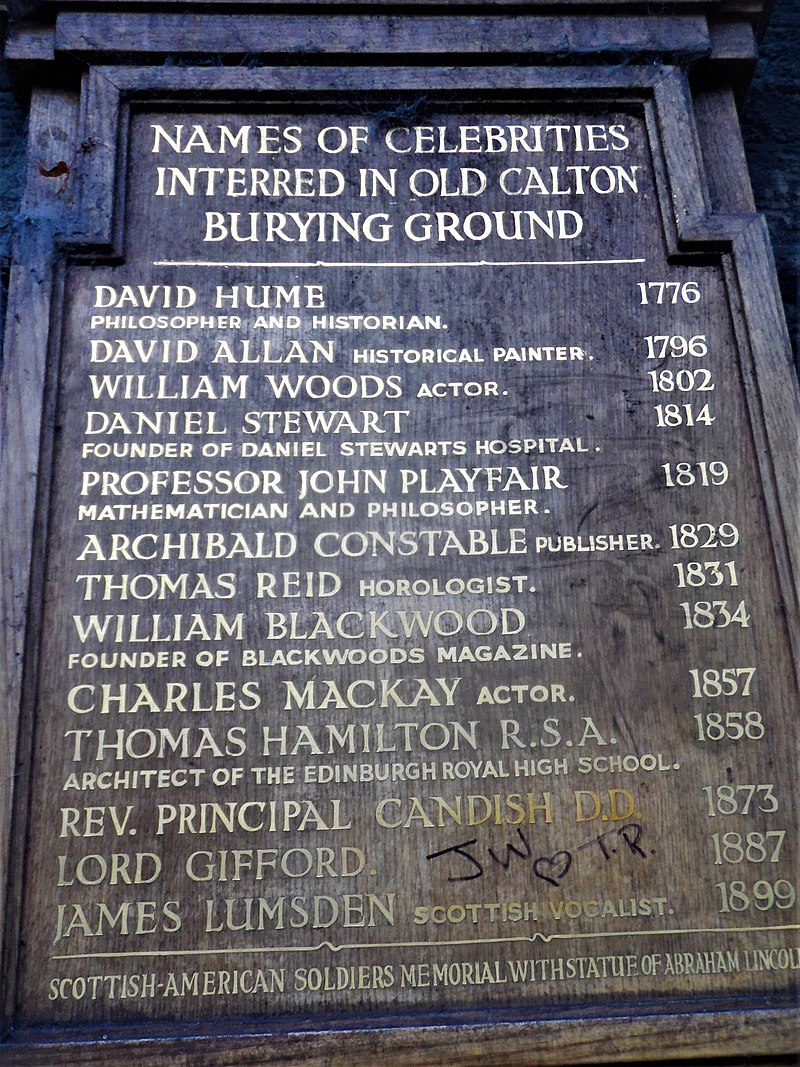 NAMES OF CELEBRITIES
INTERRED IN OLD CALTON
BURYING GROUND
DAVID HUME 1776
PHILOSOPHER AND HISTORIAN.
DAVID ALLAN HISTORICAL PAINTER. 1796
WILLIAM WOODS ACTOR. 1802
DANIEL STEWART 1814
FOUNDER OF DANIEL STEWARTS HOSPITAL.
PROFESSOR JOHN PLAYFAIR 1819
MATHEMATICIAN AND PHILOSOPHER.
ARCHIBALD CONSTABLE PUBLISHER. 1829
THOMAS REID HOROLOGIST. 1831
WILLIAM BLACKWOOD 1834
FOUNDER OF BLACKWOODS MAGAZINE.
CHARLES MACKAY ACTOR. 1857
THOMAS HAMILTON R.S.A. 1858
ARCHITECT OF THE EDINBURGH ROYAL HIGH SCHOOL.
REV. PRINCIPAL CANDISH D.D. 1873
LORD GIFFORD. 1887
JW ♡ T.R.
JAMES LUMSDEN SCOTTISH VOCALIST. 1899
SCOTTISH-AMERICAN SOLDIERS MEMORIAL WITH STATUE OF ABRAHAM LINCOL